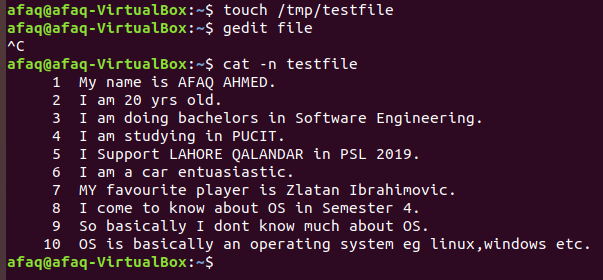 afaq@afaq-VirtualBox:~$ touch /tmp/testfile
afaq@afaq-VirtualBox:~$ gedit file
^C
afaq@afaq-VirtualBox:~$ cat -n testfile
1 My name is AFAQ AHMED.
2 I am 20 yrs old.
3 I am doing bachelors in Software Engineering.
4 I am studying in PUCIT.
5 I Support LAHORE QALANDAR in PSL 2019.
6 I am a car entuasiastic.
7 MY favourite player is Zlatan Ibrahimovic.
8 I come to know about OS in Semester 4.
9 So basically I dont know much about OS.
10 OS is basically an operating system eg linux,windows etc.
afaq@afaq-VirtualBox:~$